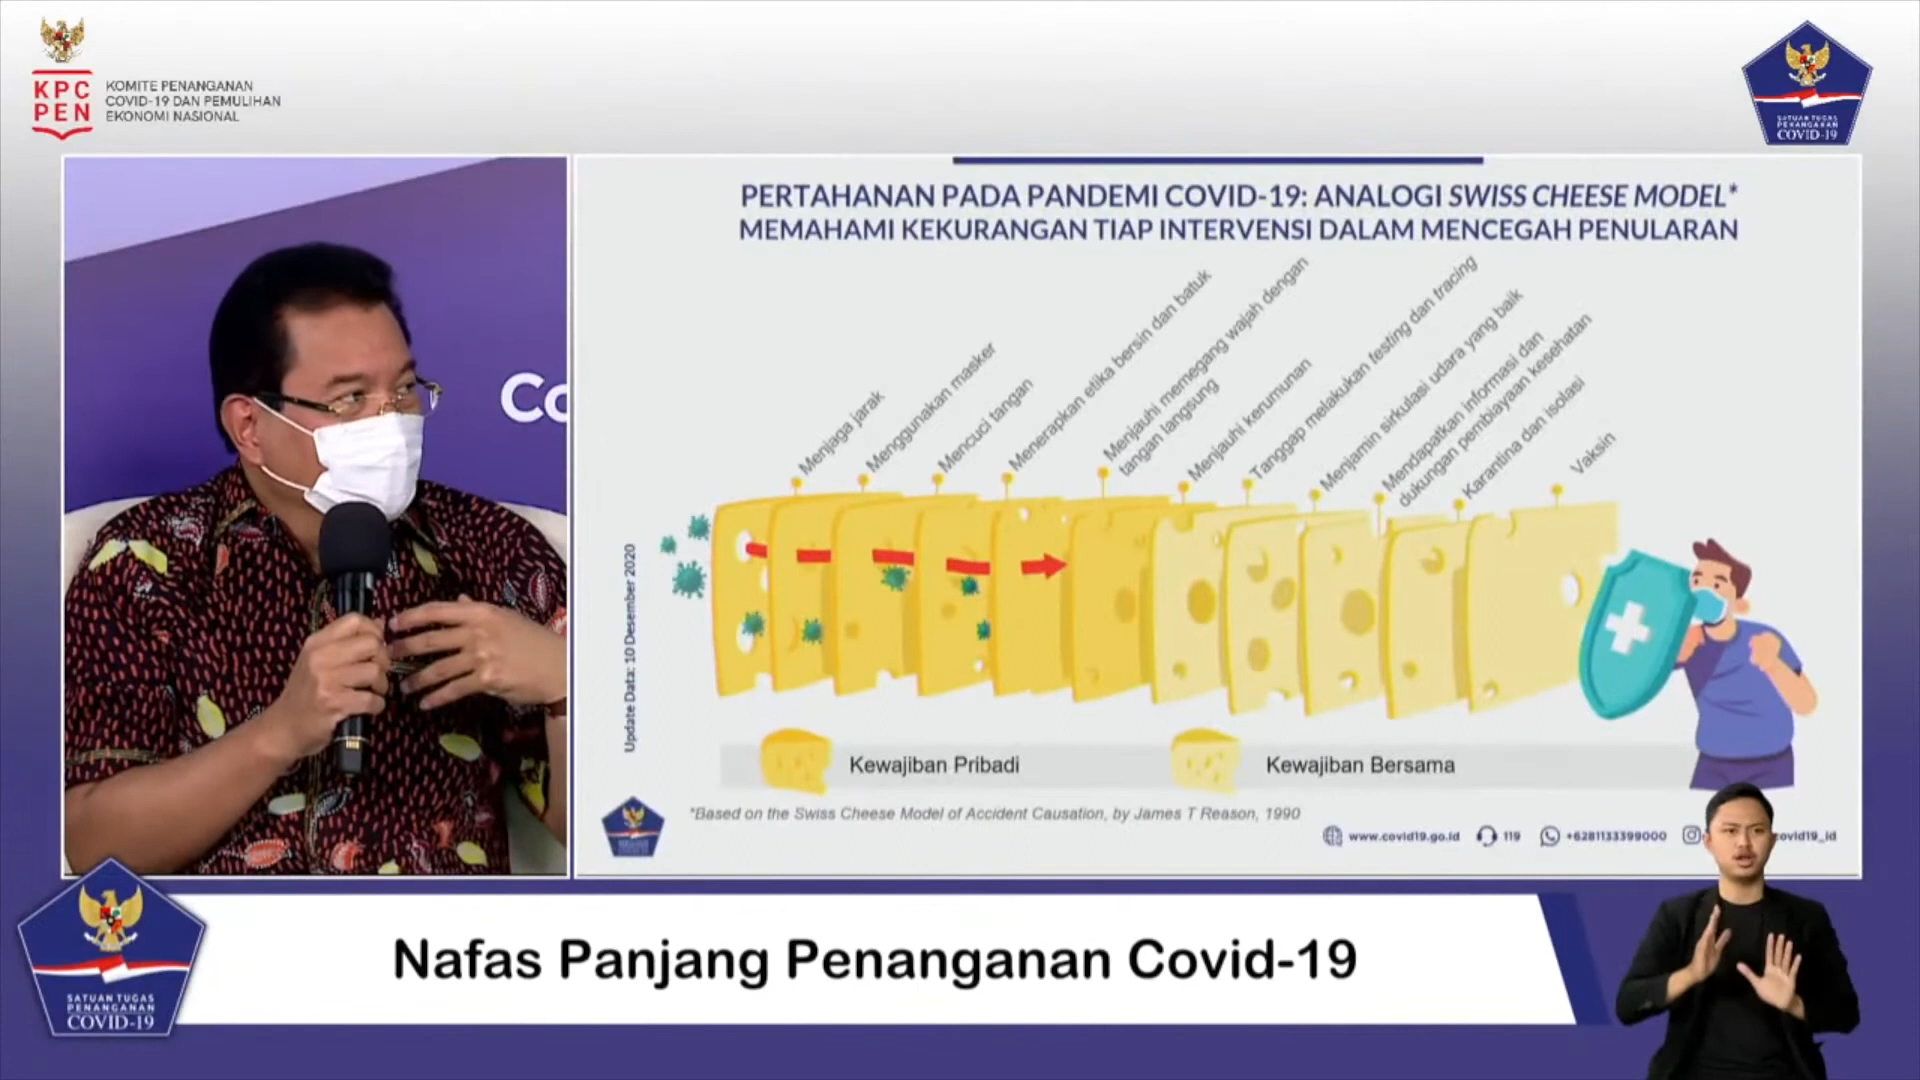 KPC
PEN
KOMITE PENANGANAN
COVID-19 DAN PEMULIHAN
EKONOMI NASIONAL
SATUAN TUGAS
PENANGANAN
COVID-19
Co
PERTAHANAN PADA PANDEMI COVID-19: ANALOGI SWISS CHEESE MODEL*
MEMAHAMI KEKURANGAN TIAP INTERVENSI DALAM MENCEGAH PENULARAN
Menjaga jarak
Menggunakan masker
Mencuci tangan
Menerapkan etika bersin dan batuk
Menjauhi memegang wajah dengan
tangan langsung
Menjauhi kerumunan
Tanggap melakukan testing dan tracing
Menjamin sirkulasi udara yang baik
Mendapatkan informasi dan
dukungan pembiayaan kesehatan
Karantina dan isolasi
Vaksin
Update Data: 10 Desember 2020
Kewajiban Pribadi
Kewajiban Bersama
*Based on the Swiss Cheese Model of Accident Causation, by James T Reason, 1990
www.covid19.go.id
119
+6281133399000
covid19_id
Nafas Panjang Penanganan Covid-19
SATUAN TUGAS
PENANGANAN
COVID-19